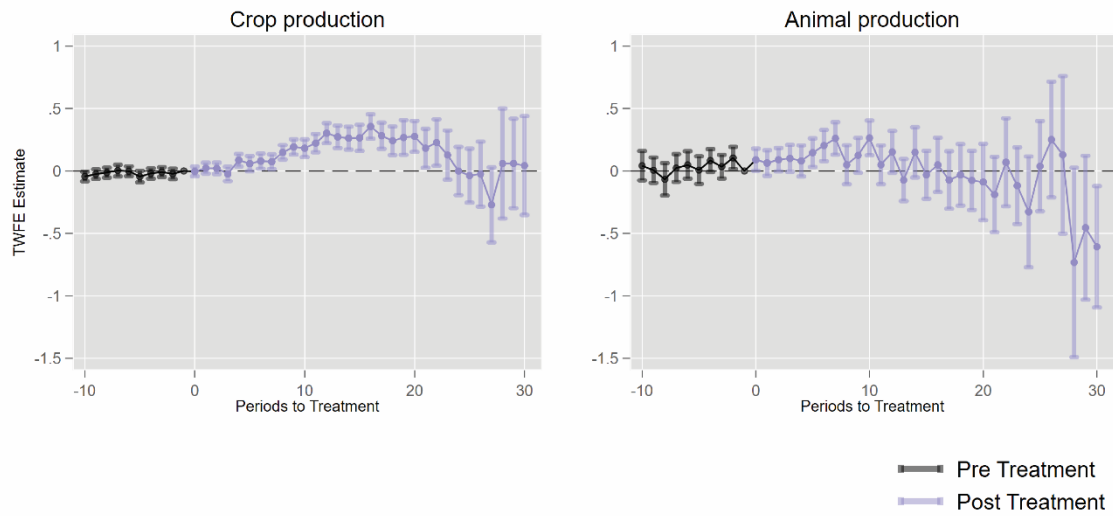 Crop production
Animal production
TWFE Estimate
1
.5
0
-.5
-1
-1.5
-10 0 10 20 30
Periods to Treatment
1
.5
0
-.5
-1
-1.5
-10 0 10 20 30
Periods to Treatment
Pre Treatment
Post Treatment